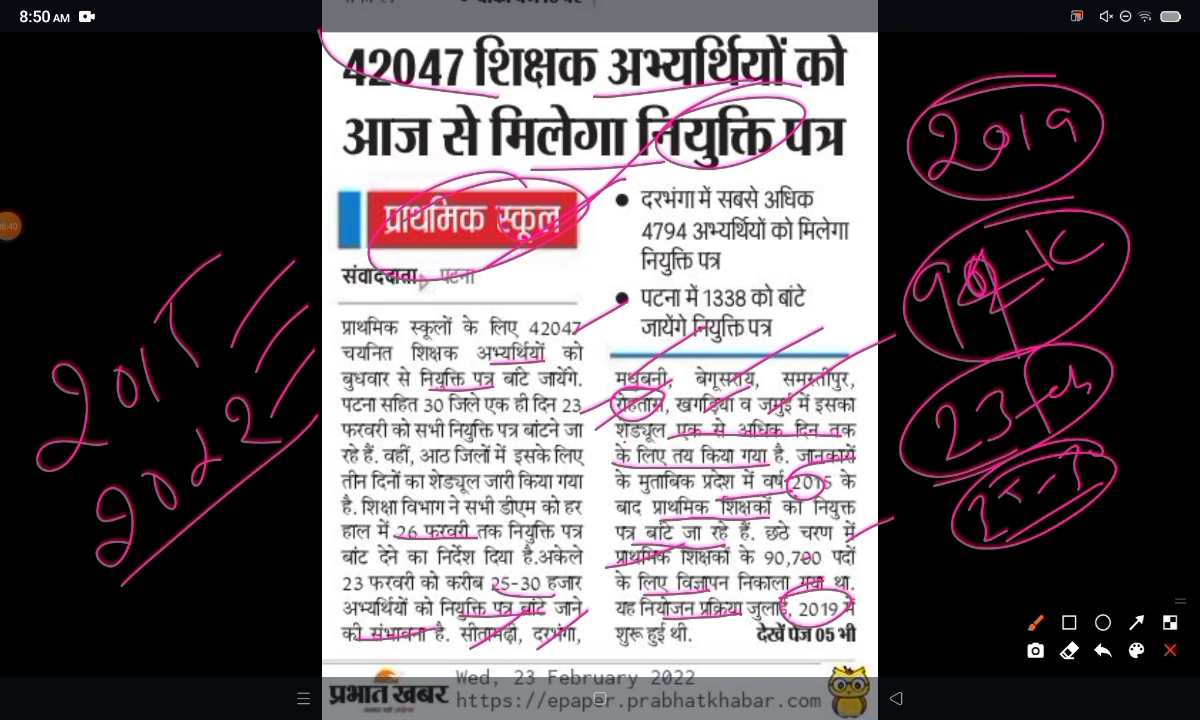 8:50 AM
42047 शिक्षक अभ्यर्थियों को
आज से मिलेगा नियुक्ति पत्र
प्राथमिक स्कूल
संवाददाता पटना
प्राथमिक स्कूलों के लिए 42047
चयनित शिक्षक अभ्यर्थियों को
बुधवार से नियुक्ति पत्र बांटे जायेंगे.
पटना सहित 30 जिले एक ही दिन 23
फरवरी को सभी नियुक्ति पत्र बांटने जा
रहे हैं. वहीं, आठ जिलों में इसके लिए
तीन दिनों का शेड्यूल जारी किया गया
है. शिक्षा विभाग ने सभी डीएम को हर
हाल में 26 फरवरी तक नियुक्ति पत्र
बांट देने का निर्देश दिया है.अकेले
23 फरवरी को करीब 25-30 हजार
अभ्यर्थियों को नियुक्ति पत्र बांटे जाने
की संभावना है. सीतामढ़ी, दरभंगा,
दरभंगा में सबसे अधिक
4794 अभ्यर्थियों को मिलेगा
नियुक्ति पत्र
पटना में 1338 को बांटे
जायेंगे नियुक्ति पत्र
मधुबनी, बेगूसराय, समस्तीपुर,
रोहतास, खगड़िया व जमुई में इसका
शेड्यूल एक से अधिक दिन तक
के लिए तय किया गया है. जानकारों
के मुताबिक प्रदेश में वर्ष 2015 के
बाद प्राथमिक शिक्षकों को नियुक्त
पत्र बांटे जा रहे हैं. छठे चरण में
प्राथमिक शिक्षकों के 90,700 पदों
के लिए विज्ञापन निकाला गया था.
यह नियोजन प्रक्रिया जुलाई, 2019 में
शुरू हुई थी. देखें पेज 05 भी
2015
2022
2019
23 feb
प्रभात खबर
Wed, 23 February 2022
https://epaper.prabhatkhabar.com